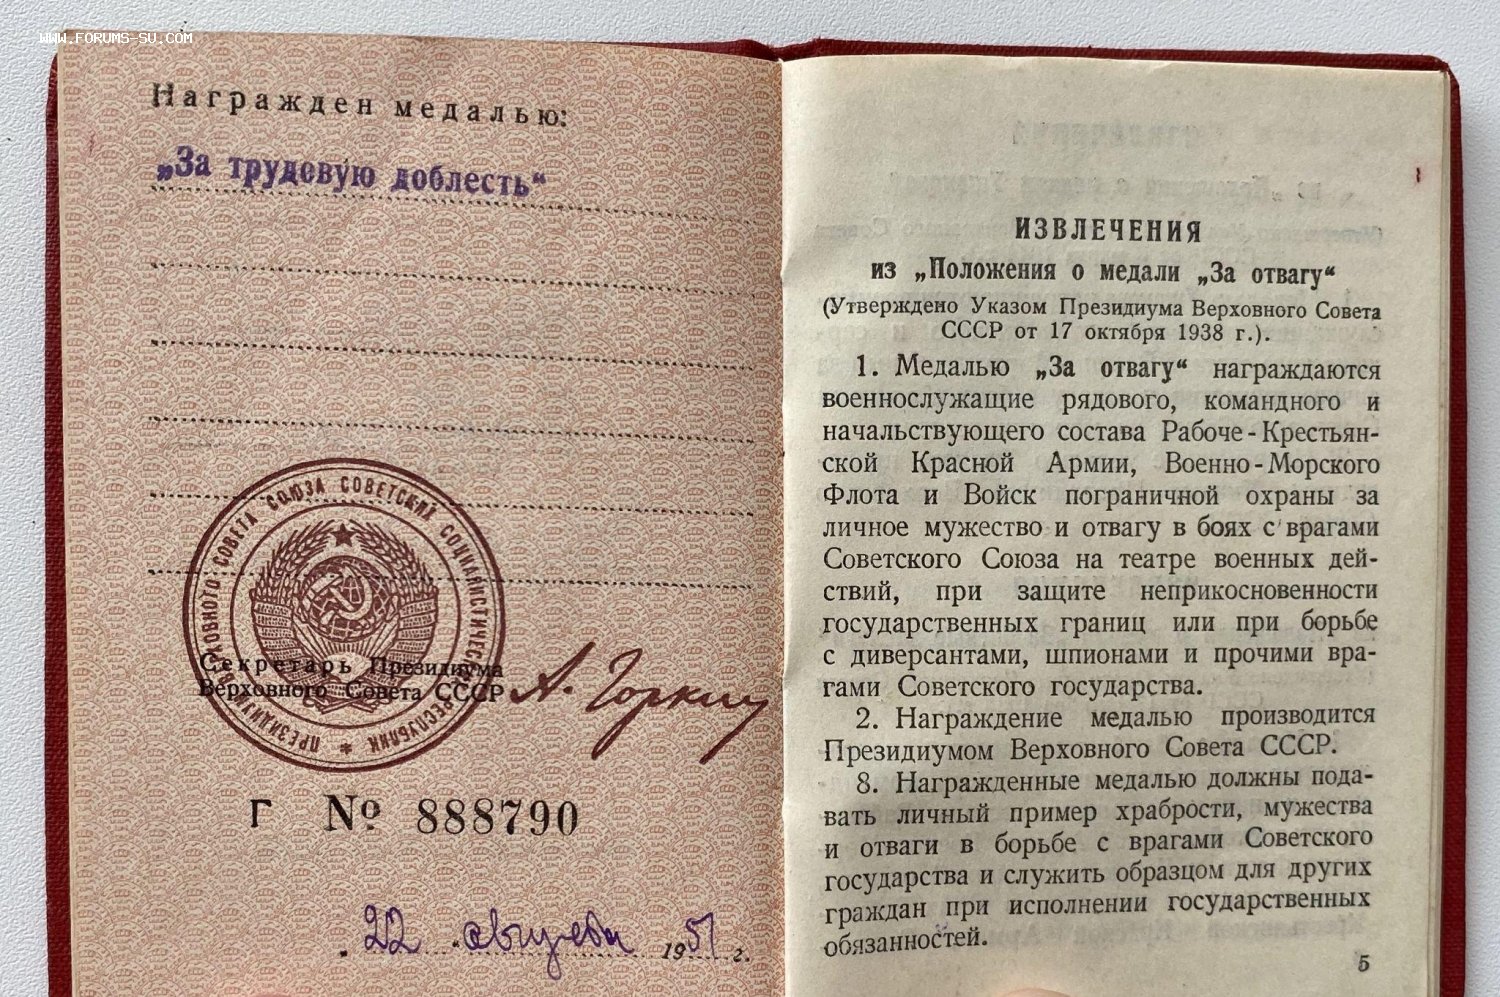 WWW.FORUMS-SU.COM
Награжден медалью:
„За трудовую доблесть“
ПРЕЗИДИУМ ВЕРХОВНОГО СОВЕТА СОЮЗА СОВЕТСКИХ СОЦИАЛИСТИЧЕСКИХ РЕСПУБЛИК
Секретарь Президиума
Верховного Совета СССР А. Горкин
Г № 888790
22 августа 1951 г.
ИЗВЛЕЧЕНИЯ
из „Положения о медали „За отвагу“
(Утверждено Указом Президиума Верховного Совета
СССР от 17 октября 1938 г.).
1. Медалью „За отвагу“ награждаются
военнослужащие рядового, командного и
начальствующего состава Рабоче-Крестьян-
ской Красной Армии, Военно-Морского
Флота и Войск пограничной охраны за
личное мужество и отвагу в боях с врагами
Советского Союза на театре военных дей-
ствий, при защите неприкосновенности
государственных границ или при борьбе
с диверсантами, шпионами и прочими вра-
гами Советского государства.
2. Награждение медалью производится
Президиумом Верховного Совета СССР.
8. Награжденные медалью должны пода-
вать личный пример храбрости, мужества
и отваги в борьбе с врагами Советского
государства и служить образцом для других
граждан при исполнении государственных
обязанностей.
5